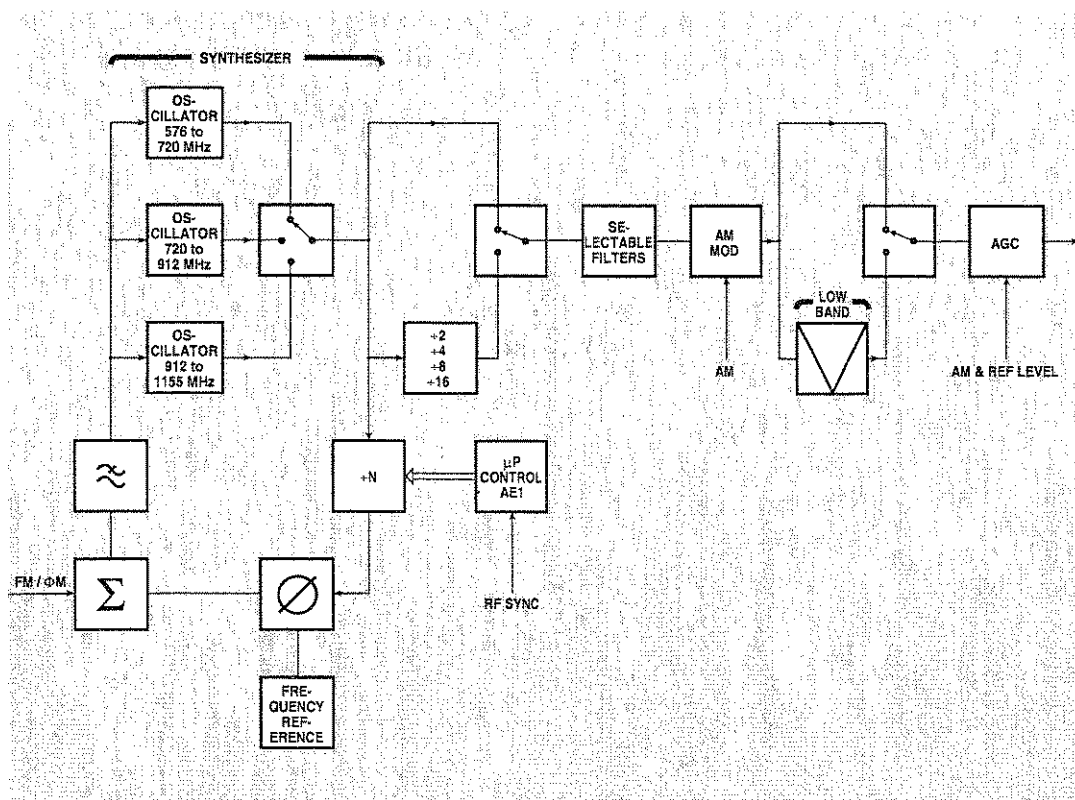 SYNTHESIZER
OS-
CILLATOR
576 to
720 MHz
OS-
CILLATOR
720 to
912 MHz
OS-
CILLATOR
912 to
1155 MHz
÷2
÷4
÷8
÷16
SE-
LECTABLE
FILTERS
AM
MOD
AM
LOW
BAND
AGC
AM & REF LEVEL
÷N
µP
CONTROL
AE1
RF SYNC
FM / ΦM
Σ
Ø
FRE-
QUENCY
REF-
ERENCE